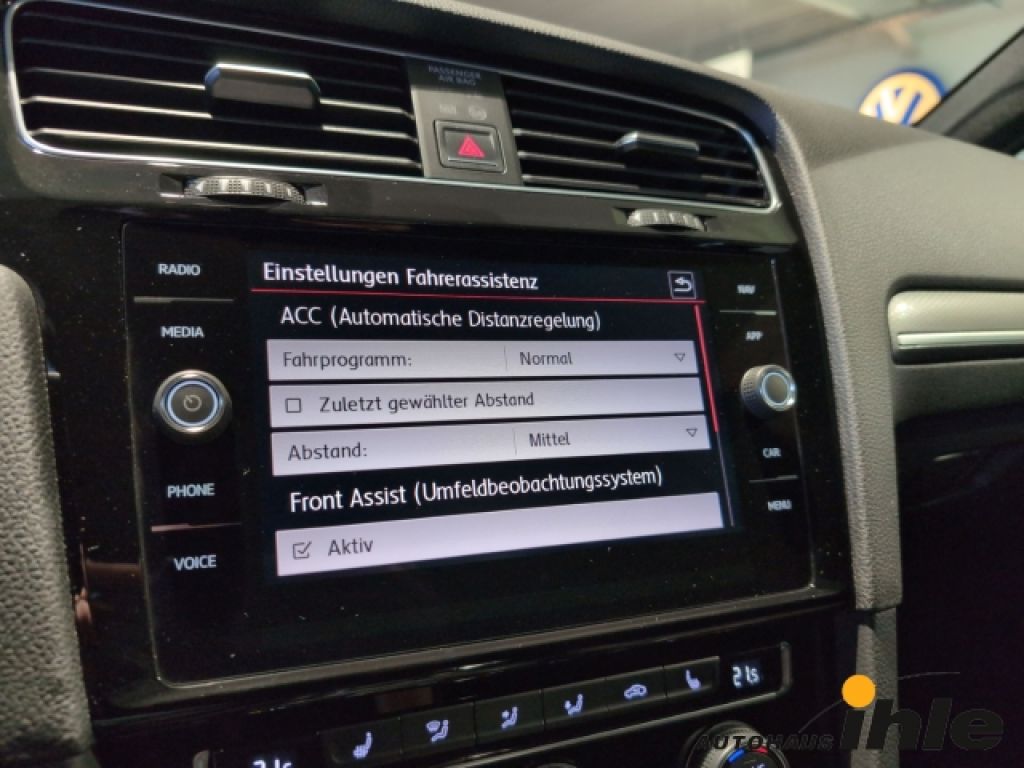 PASSENGER
AIR BAG
RADIO
MEDIA
PHONE
VOICE
Einstellungen Fahrerassistenz
ACC (Automatische Distanzregelung)
Fahrprogramm: Normal
Zuletzt gewählter Abstand
Abstand: Mittel
Front Assist (Umfeldbeobachtungssystem)
Aktiv
NAV
APP
CAR
MENU
21.5
AUTOHAUS ihle